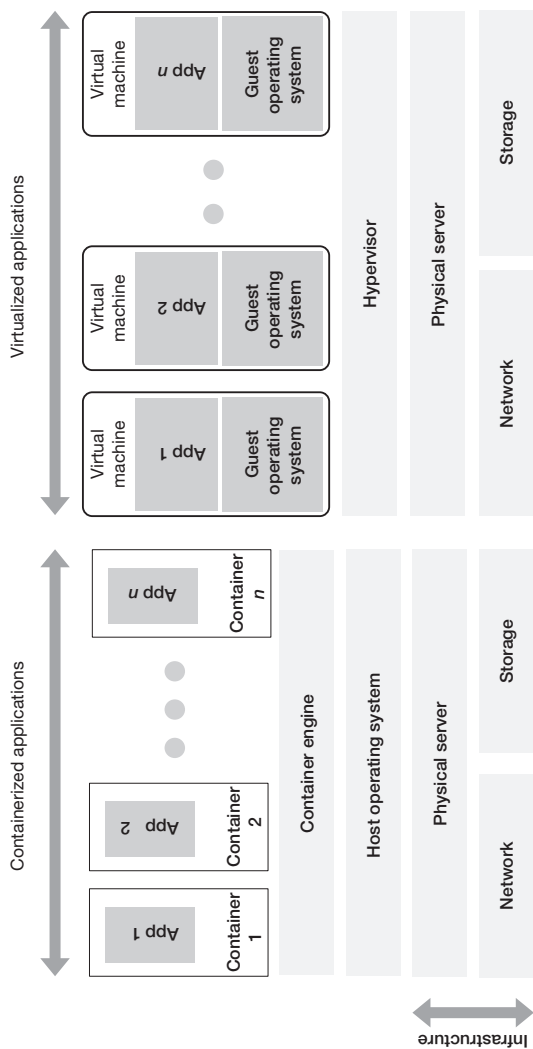 Containerized applications
App 1
Container
1
App 2
Container
2
App n
Container
n
Container engine
Host operating system
Physical server
Network
Storage
Infrastructure
Virtualized applications
Virtual
machine
App 1
Guest
operating
system
Virtual
machine
App 2
Guest
operating
system
Virtual
machine
App n
Guest
operating
system
Hypervisor
Physical server
Network
Storage